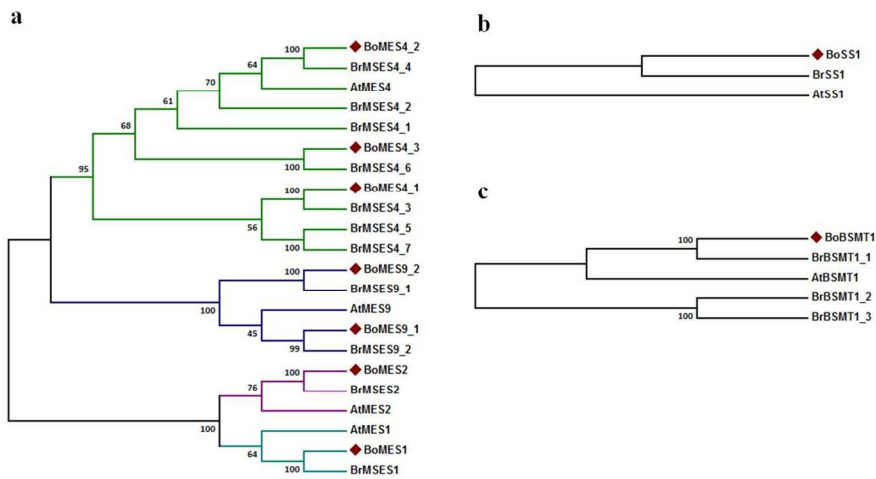 a
100
BoMES4_2
BrMSES4_4
64
AtMES4
70
BrMSES4_2
61
BrMSES4_1
68
BoMES4_3
100
BrMSES4_6
95
100
BoMES4_1
BrMSES4_3
56
BrMSES4_5
100
BrMSES4_7
100
BoMES9_2
BrMSES9_1
100
AtMES9
45
BoMES9_1
99
BrMSES9_2
100
BoMES2
76
BrMSES2
AtMES2
100
AtMES1
64
BoMES1
100
BrMSES1
b
BoSS1
BrSS1
AtSS1
c
100
BoBSMT1
BrBSMT1_1
AtBSMT1
BrBSMT1_2
100
BrBSMT1_3